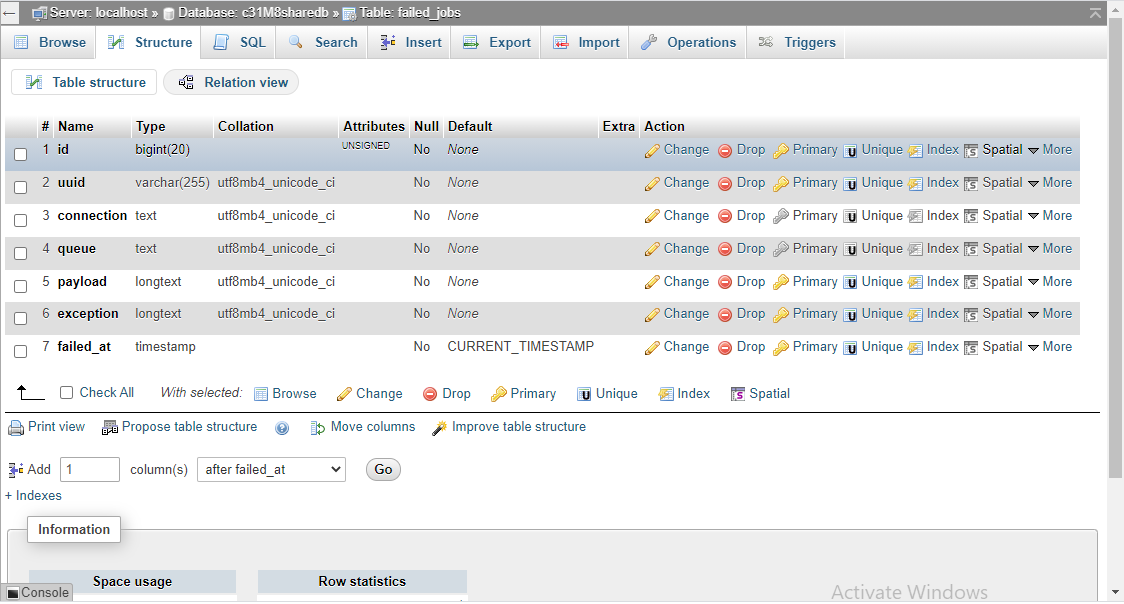 Server: localhost » Database: c31M8sharedb » Table: failed_jobs
Browse Structure SQL Search Insert Export Import Operations Triggers
Table structure Relation view
# Name Type Collation Attributes Null Default Extra Action
1 id bigint(20) UNSIGNED No None Change Drop Primary Unique Index Spatial More
2 uuid varchar(255) utf8mb4_unicode_ci No None Change Drop Primary Unique Index Spatial More
3 connection text utf8mb4_unicode_ci No None Change Drop Primary Unique Index Spatial More
4 queue text utf8mb4_unicode_ci No None Change Drop Primary Unique Index Spatial More
5 payload longtext utf8mb4_unicode_ci No None Change Drop Primary Unique Index Spatial More
6 exception longtext utf8mb4_unicode_ci No None Change Drop Primary Unique Index Spatial More
7 failed_at timestamp No CURRENT_TIMESTAMP Change Drop Primary Unique Index Spatial More
Check All With selected: Browse Change Drop Primary Unique Index Spatial
Print view Propose table structure Move columns Improve table structure
Add 1 column(s) after failed_at Go
+ Indexes
Information
Space usage Row statistics
Console Activate Windows